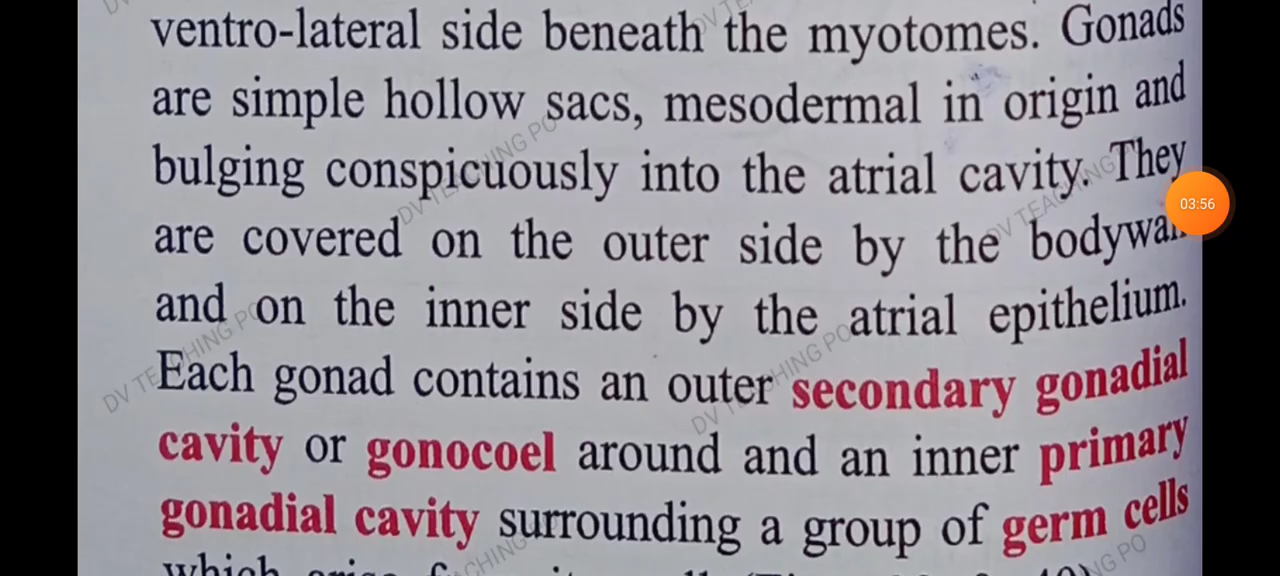 ventro-lateral side beneath the myotomes. Gonads
are simple hollow sacs, mesodermal in origin and
bulging conspicuously into the atrial cavity. They
03:56
are covered on the outer side by the
and on the inner side by the atrial epithelium.
Each gonad contains an outer secondary gonadial
cavity or gonocoel around and an inner primary
gonadial cavity surrounding a group of germ cells
which